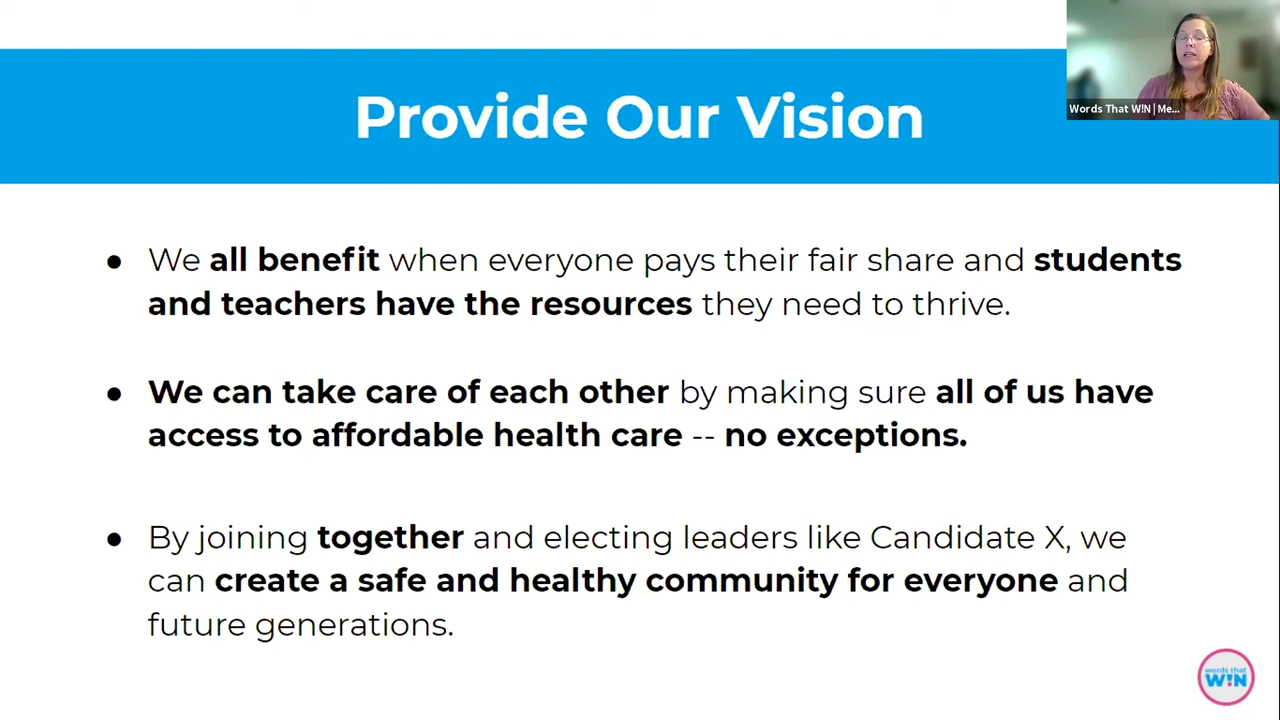 Provide Our Vision
Words That WIN | Me...
● We all benefit when everyone pays their fair share and students
and teachers have the resources they need to thrive.
● We can take care of each other by making sure all of us have
access to affordable health care -- no exceptions.
● By joining together and electing leaders like Candidate X, we
can create a safe and healthy community for everyone and
future generations.
words that
W!N